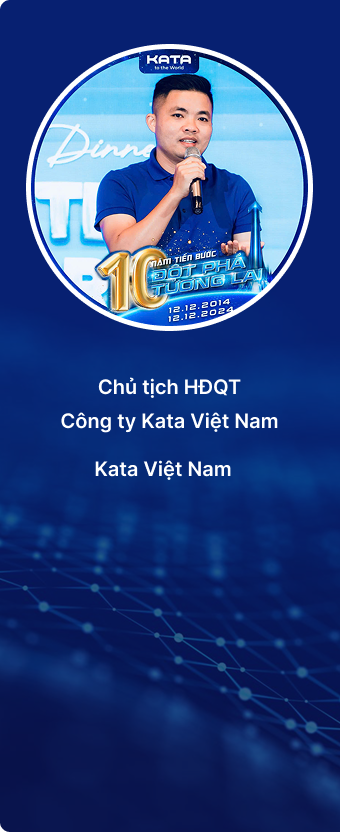 KATA
to the World
Dinne
10 NĂM TIẾN BƯỚC
ĐỘT PHÁ
TƯƠNG LAI
12.12.2014
12.12.2024
Chủ tịch HĐQT
Công ty Kata Việt Nam
Kata Việt Nam